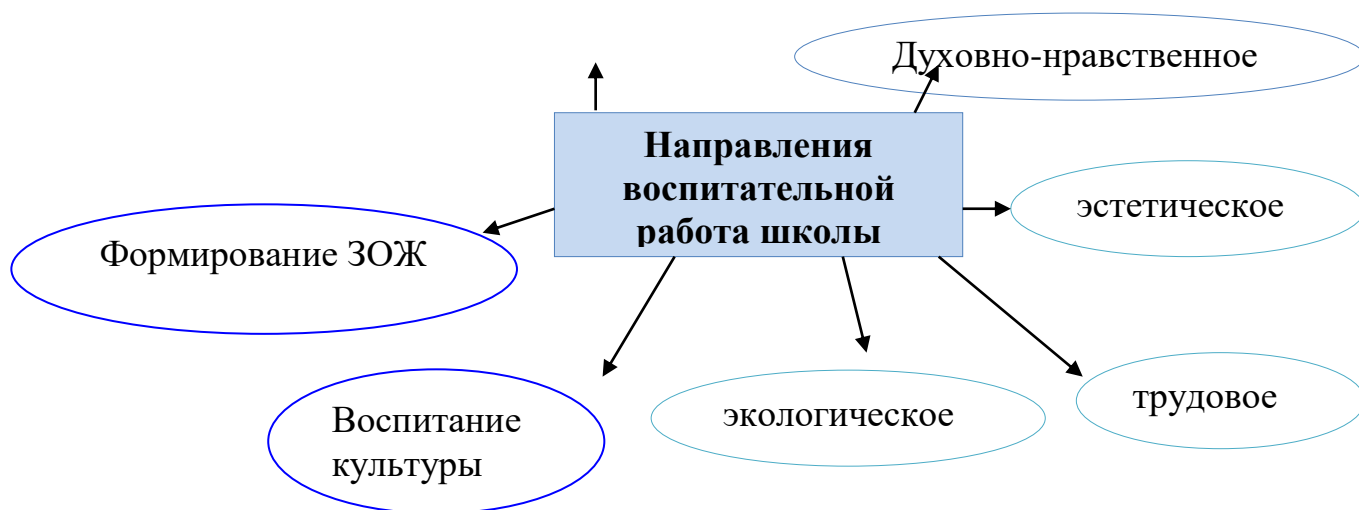 Духовно-нравственное
Направления
воспитательной
работа школы
эстетическое
Формирование ЗОЖ
трудовое
экологическое
Воспитание
культуры